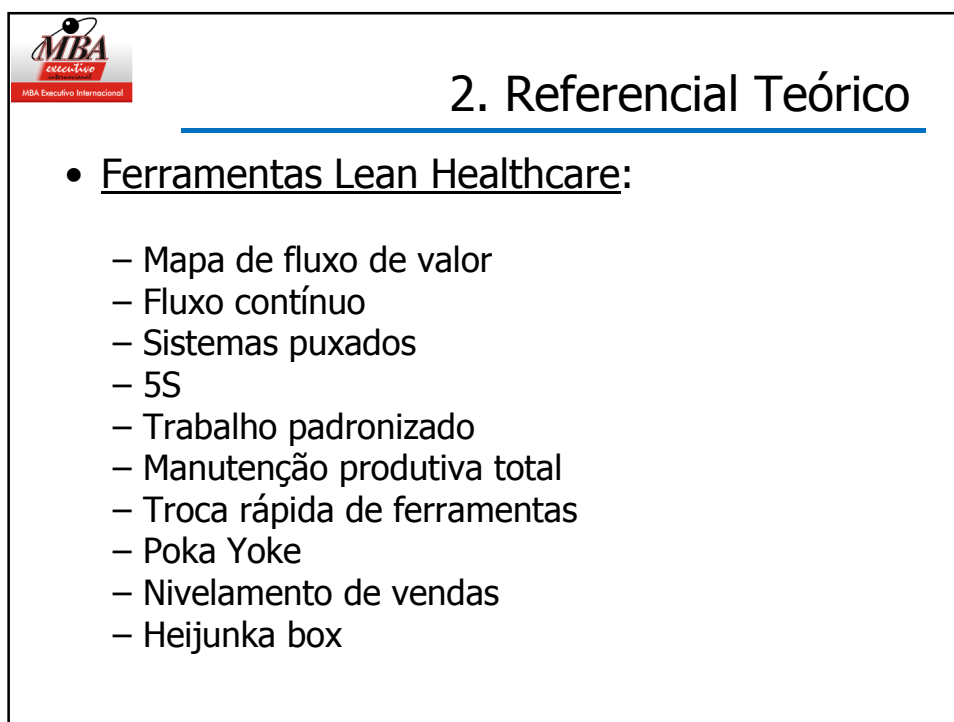 MBA
executivo
internacional
MBA Executivo Internacional
2. Referencial Teórico
• Ferramentas Lean Healthcare:
– Mapa de fluxo de valor
– Fluxo contínuo
– Sistemas puxados
– 5S
– Trabalho padronizado
– Manutenção produtiva total
– Troca rápida de ferramentas
– Poka Yoke
– Nivelamento de vendas
– Heijunka box